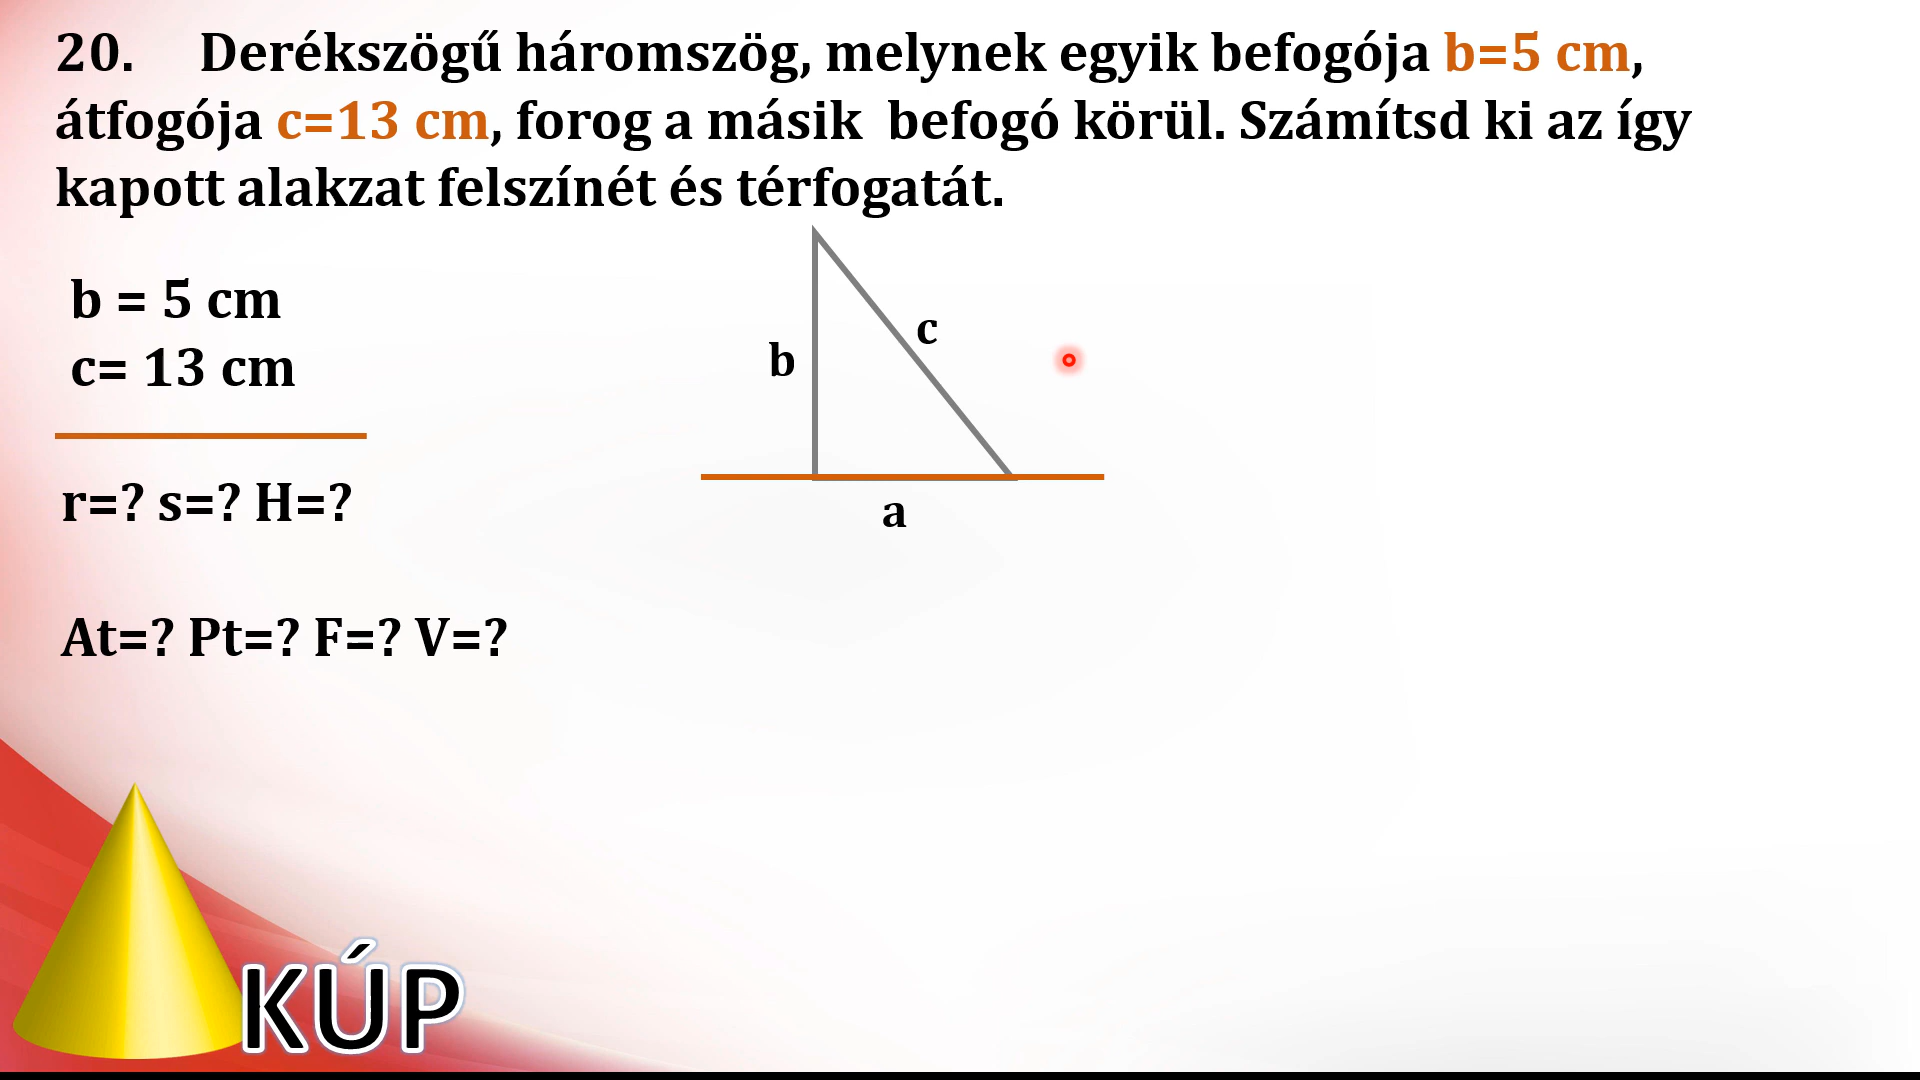 20. Derékszögű háromszög, melynek egyik befogója b=5 cm,
átfogója c=13 cm, forog a másik befogó körül. Számítsd ki az így
kapott alakzat felszínét és térfogatát.
b = 5 cm
c= 13 cm
r=? s=? H=?
At=? Pt=? F=? V=?
b
c
a
KÚP